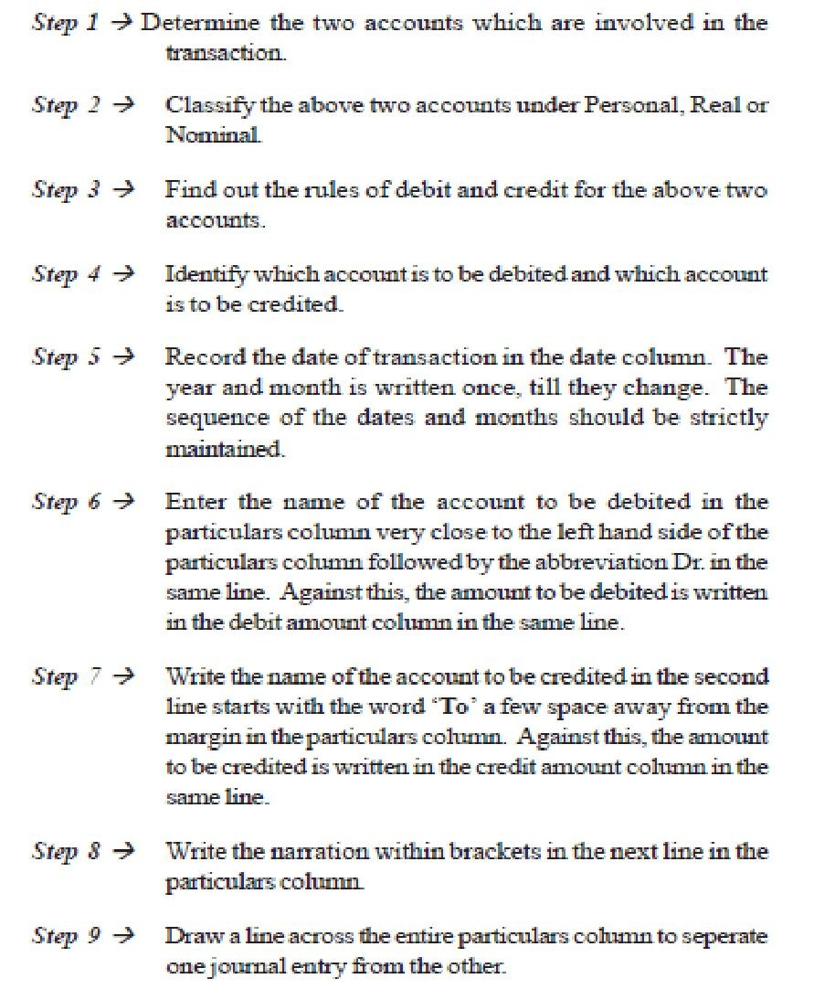 Step 1 → Determine the two accounts which are involved in the
transaction.
Step 2 → Classify the above two accounts under Personal, Real or
Nominal.
Step 3 → Find out the rules of debit and credit for the above two
accounts.
Step 4 → Identify which account is to be debited and which account
is to be credited.
Step 5 → Record the date of transaction in the date column. The
year and month is written once, till they change. The
sequence of the dates and months should be strictly
maintained.
Step 6 → Enter the name of the account to be debited in the
particulars column very close to the left hand side of the
particulars column followed by the abbreviation Dr. in the
same line. Against this, the amount to be debited is written
in the debit amount column in the same line.
Step 7 → Write the name of the account to be credited in the second
line starts with the word ‘To’ a few space away from the
margin in the particulars column. Against this, the amount
to be credited is written in the credit amount column in the
same line.
Step 8 → Write the narration within brackets in the next line in the
particulars column.
Step 9 → Draw a line across the entire particulars column to seperate
one journal entry from the other.